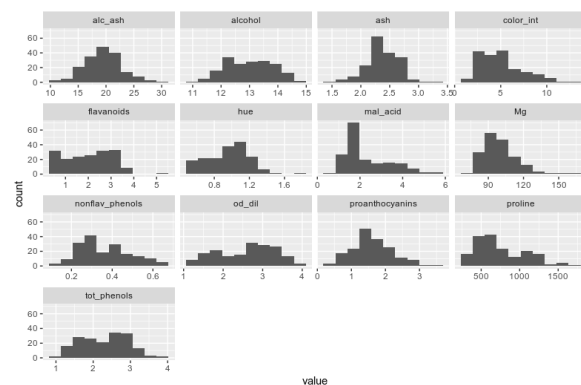 alc_ash alcohol ash color_int
60
40
20
0
10 15 20 25 30 11 12 13 14 15 1.5 2.0 2.5 3.0 3.5 5 10
flavanoids hue mal_acid Mg
60
40
20
0
1 2 3 4 5 0.8 1.2 1.6 0 2 4 6 90 120 150
nonflav_phenols od_dil proanthocyanins proline
60
40
20
0
0.2 0.4 0.6 1 2 3 4 0 1 2 3 500 1000 1500
tot_phenols
60
40
20
0
1 2 3 4
count
value